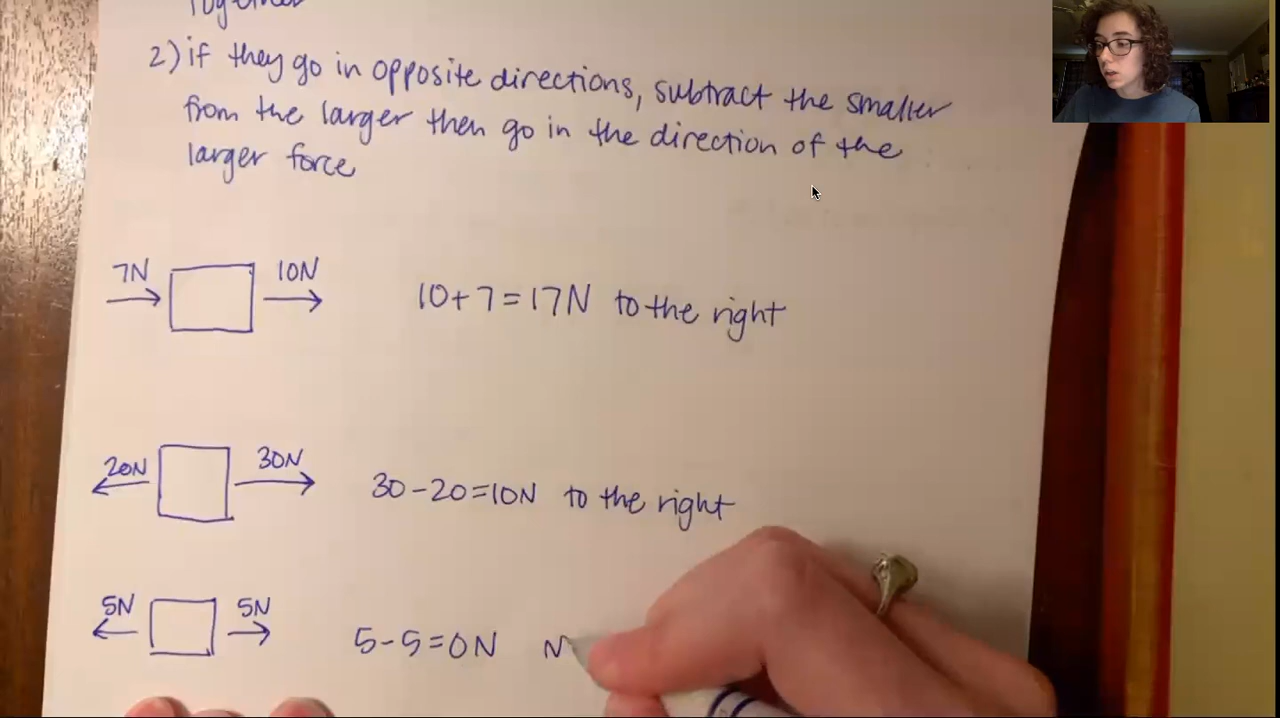 Together
2) if they go in opposite directions, subtract the smaller
from the larger then go in the direction of the
larger force
7N 10N
10+7=17N to the right
20N 30N
30-20=10N to the right
5N 5N
5-5=0N N